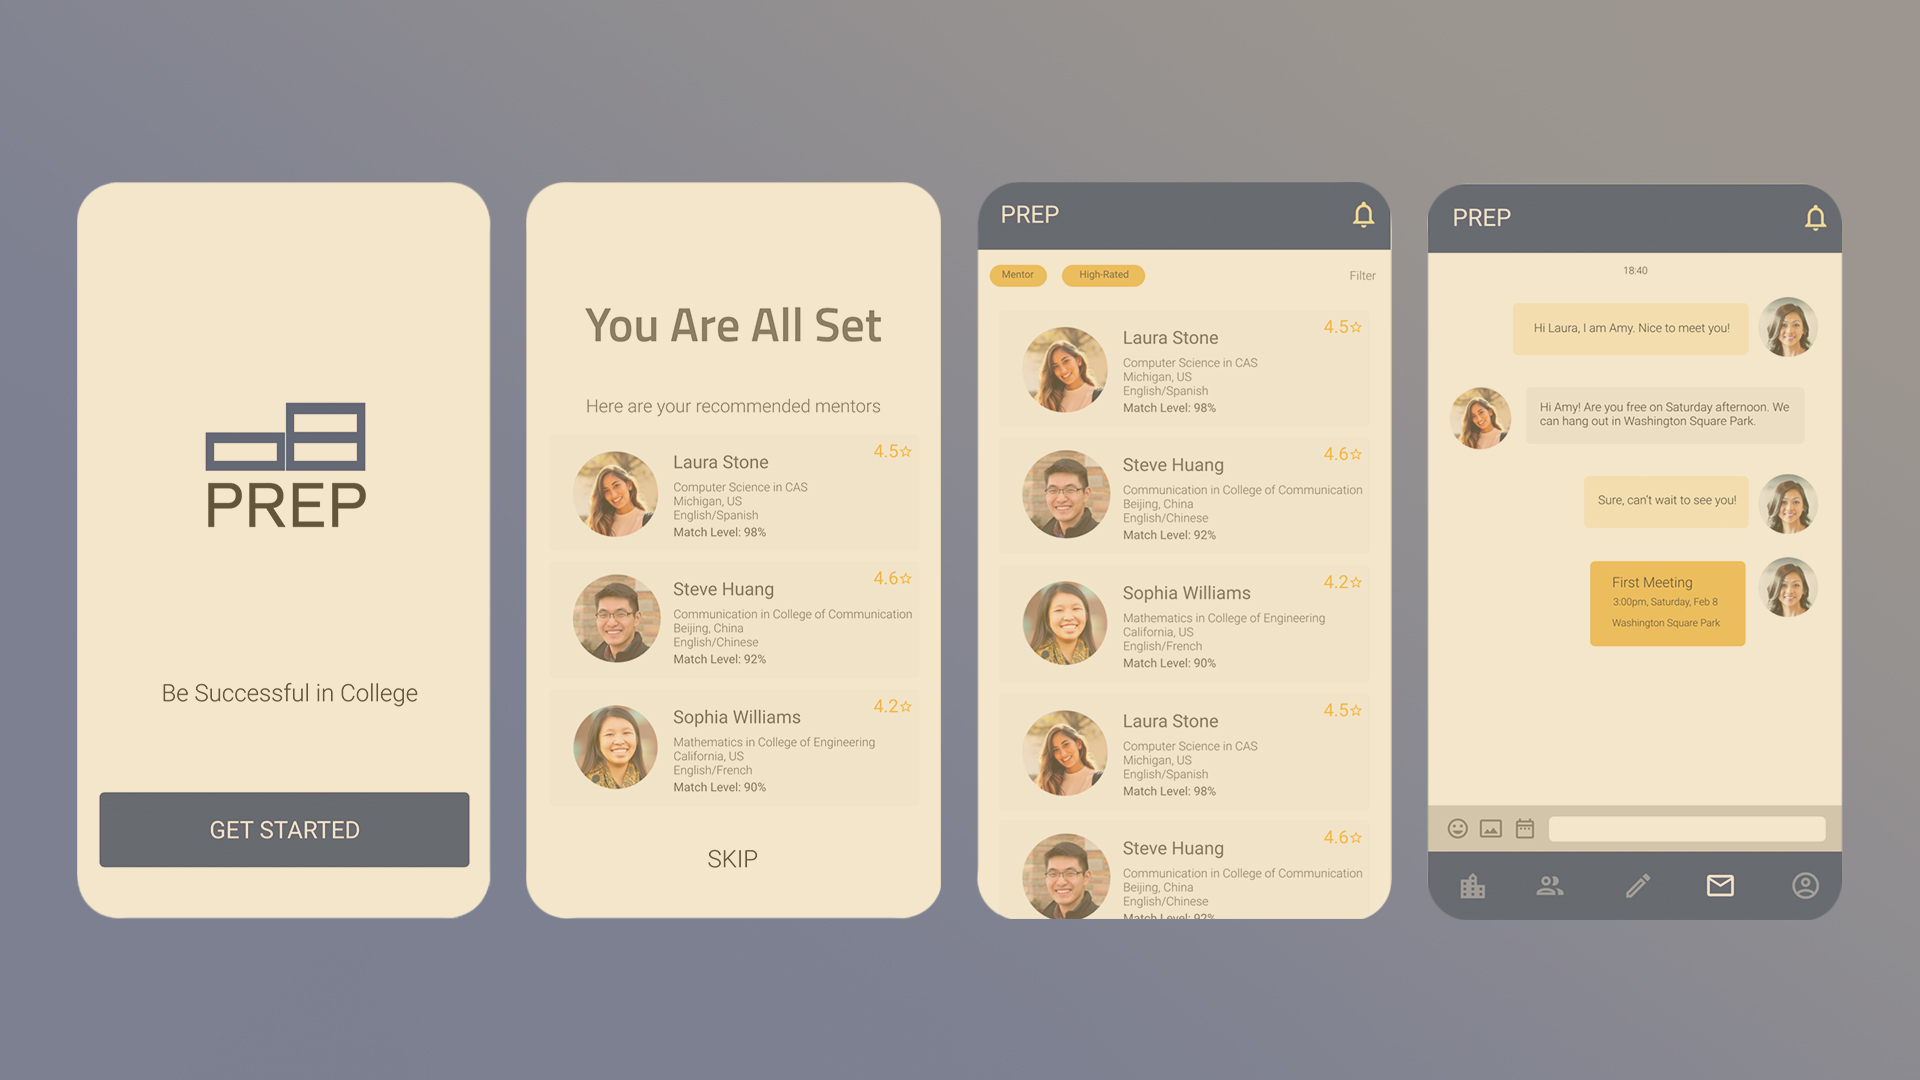 PREP
Be Successful in College
GET STARTED
You Are All Set
Here are your recommended mentors
4.5
Laura Stone
Computer Science in CAS
Michigan, US
English/Spanish
Match Level: 98%
4.6
Steve Huang
Communication in College of Communication
Beijing, China
English/Chinese
Match Level: 92%
4.2
Sophia Williams
Mathematics in College of Engineering
California, US
English/French
Match Level: 90%
SKIP
PREP
Mentor
High-Rated
Filter
4.5
Laura Stone
Computer Science in CAS
Michigan, US
English/Spanish
Match Level: 98%
4.6
Steve Huang
Communication in College of Communication
Beijing, China
English/Chinese
Match Level: 92%
4.2
Sophia Williams
Mathematics in College of Engineering
California, US
English/French
Match Level: 90%
4.5
Laura Stone
Computer Science in CAS
Michigan, US
English/Spanish
Match Level: 98%
4.6
Steve Huang
Communication in College of Communication
Beijing, China
English/Chinese
Match Level: 92%
PREP
18:40
Hi Laura, I am Amy. Nice to meet you!
Hi Amy! Are you free on Saturday afternoon. We
can hang out in Washington Square Park.
Sure, can't wait to see you!
First Meeting
3:00pm, Saturday, Feb 8
Washington Square Park